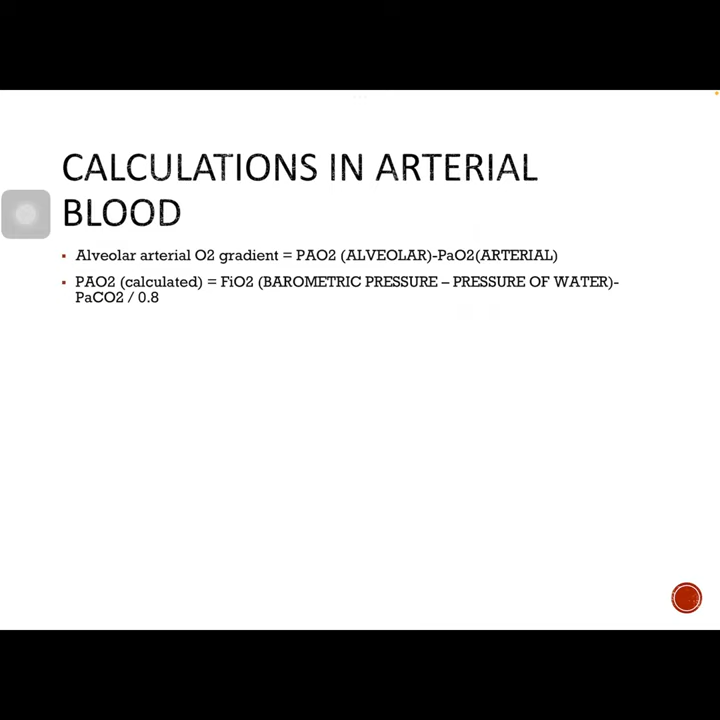 CALCULATIONS IN ARTERIAL
BLOOD
▪ Alveolar arterial O2 gradient = PAO2 (ALVEOLAR)-PaO2(ARTERIAL)
▪ PAO2 (calculated) = FiO2 (BAROMETRIC PRESSURE – PRESSURE OF WATER)-
PaCO2 / 0.8